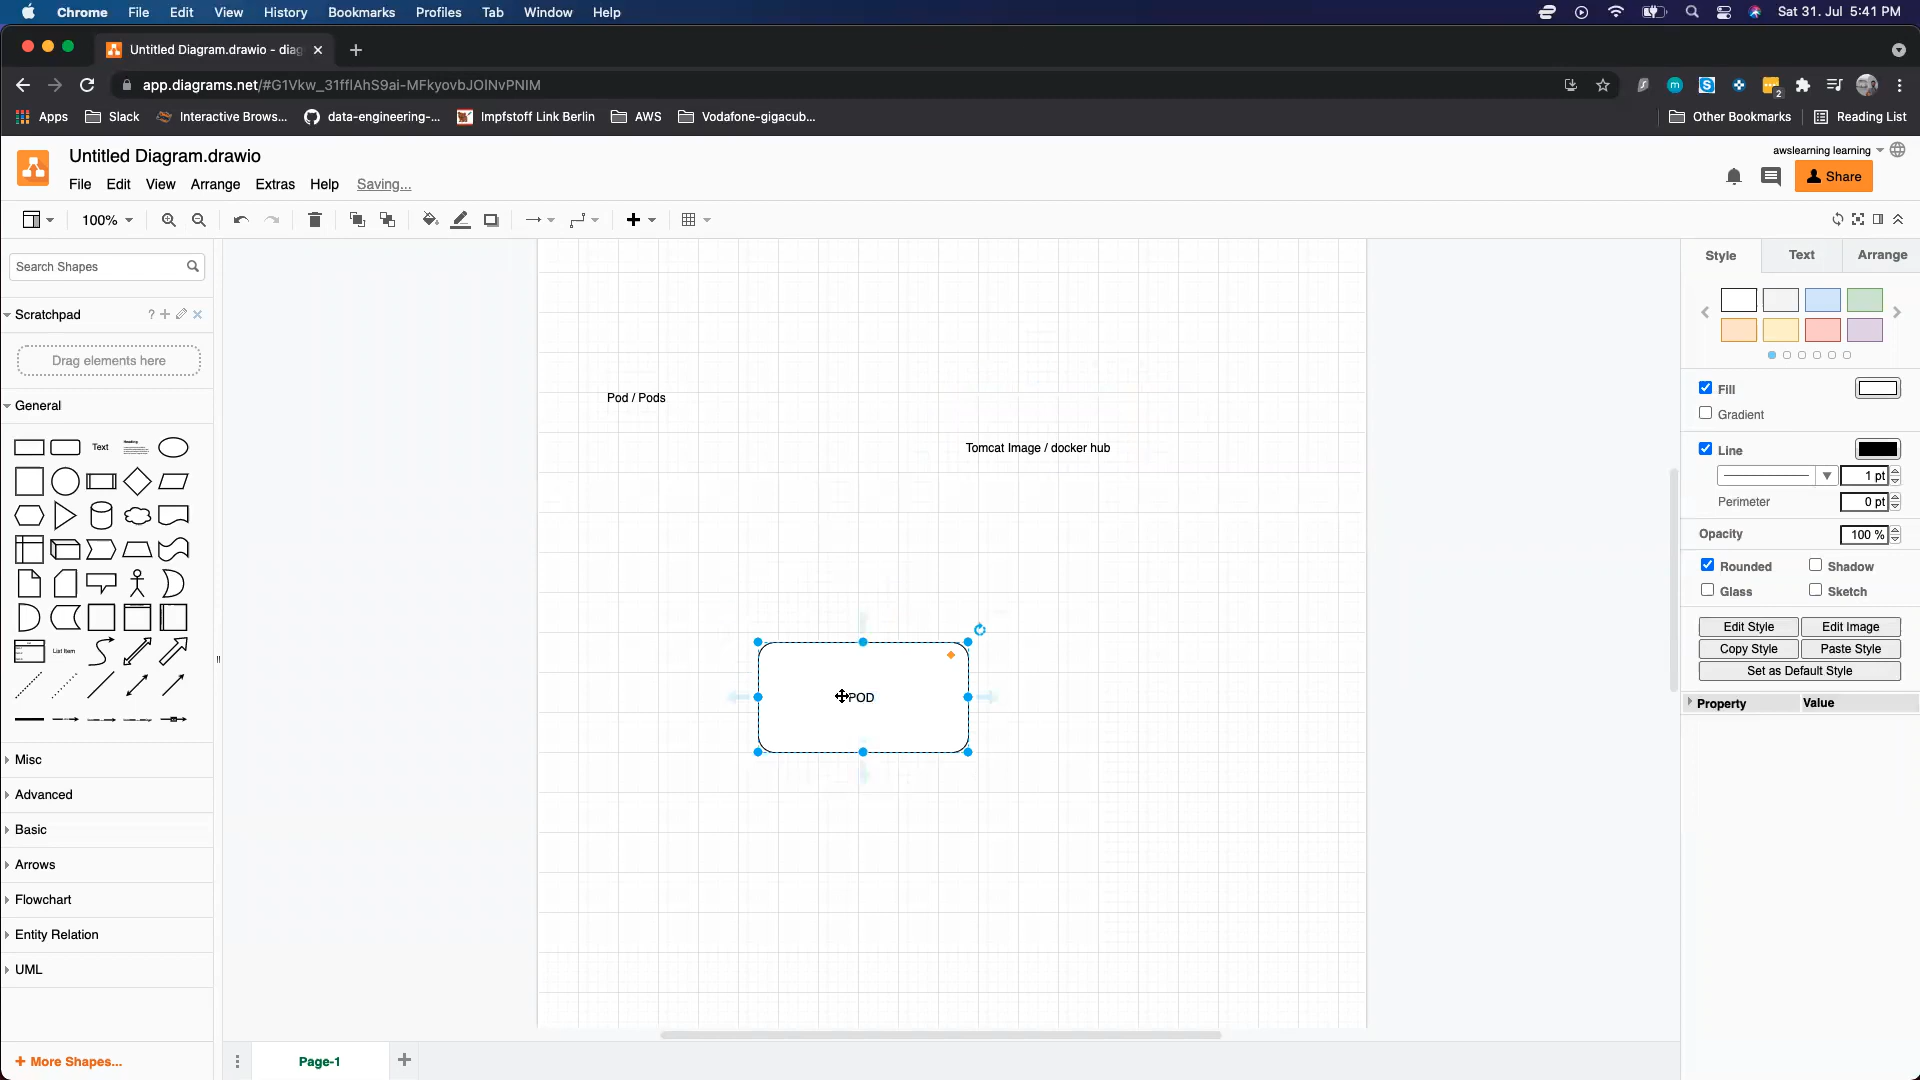 Chrome File Edit View History Bookmarks Profiles Tab Window Help Sat 31. Jul 5:41 PM
Untitled Diagram.drawio - diag
app.diagrams.net/#G1Vkw_31fflAhS9ai-MFkyovbJOlNvPNIM
2
Apps Slack Interactive Brows... data-engineering-... Impfstoff Link Berlin AWS Vodafone-gigacub... Other Bookmarks Reading List
Untitled Diagram.drawio
awslearning learning
File Edit View Arrange Extras Help Saving...
Share
100%
Search Shapes
Scratchpad ?
Drag elements here
General
Text
Heading
List Item
Misc
Advanced
Basic
Arrows
Flowchart
Entity Relation
UML
+ More Shapes...
Pod / Pods
Tomcat Image / docker hub
POD
Page-1
Style Text Arrange
Fill
Gradient
Line
1 pt
Perimeter 0 pt
Opacity 100 %
Rounded Shadow
Glass Sketch
Edit Style Edit Image
Copy Style Paste Style
Set as Default Style
Property Value